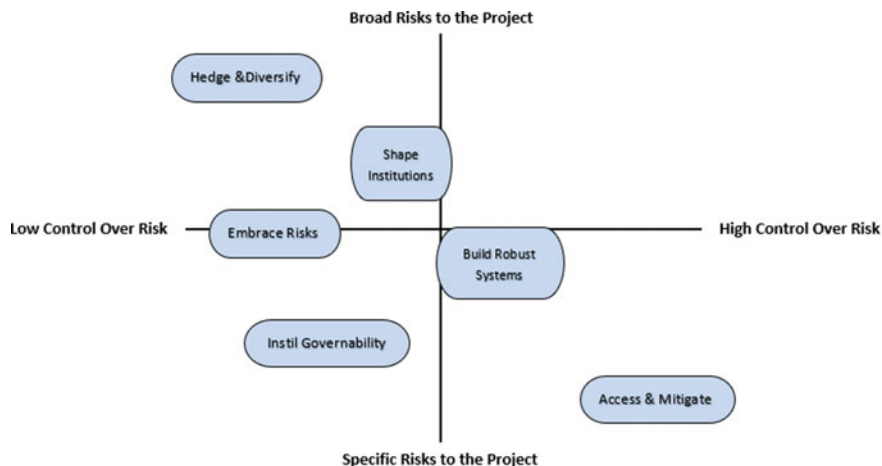 Broad Risks to the Project
Hedge &Diversify
Shape
Institutions
Low Control Over Risk
Embrace Risks
High Control Over Risk
Build Robust
Systems
Instil Governability
Access & Mitigate
Specific Risks to the Project